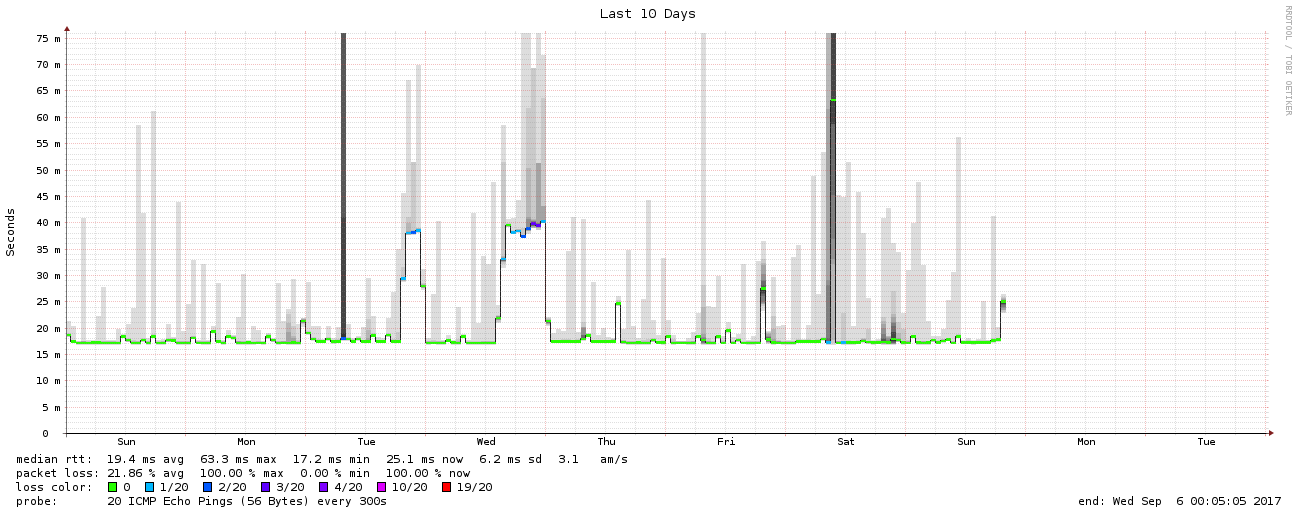 Last 10 Days
RRDTOOL / TOBI OETIKER
Seconds
75 m
70 m
65 m
60 m
55 m
50 m
45 m
40 m
35 m
30 m
25 m
20 m
15 m
10 m
5 m
0
Sun Mon Tue Wed Thu Fri Sat Sun Mon Tue
median rtt: 19.4 ms avg 63.3 ms max 17.2 ms min 25.1 ms now 6.2 ms sd 3.1 am/s
packet loss: 21.86 % avg 100.00 % max 0.00 % min 100.00 % now
loss color: 0 1/20 2/20 3/20 4/20 10/20 19/20
probe: 20 ICMP Echo Pings (56 Bytes) every 300s end: Wed Sep 6 00:05:05 2017